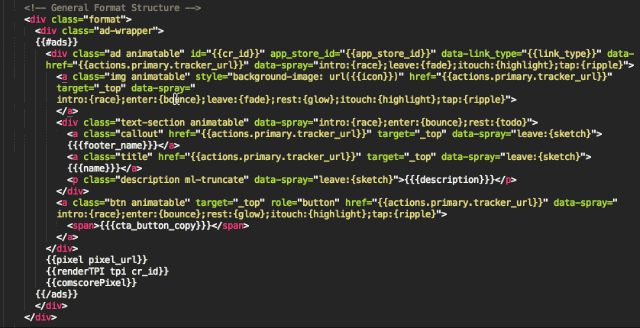 <!-- General Format Structure -->
<div class="format">
<div class="ad-wrapper">
{{#ads}}
<div class="ad animatable" id="{{cr_id}}" app_store_id="{{app_store_id}}" data-link_type="{{link_type}}" data-
href="{{actions.primary.tracker_url}}" data-spray="intro:{race};enter:{bounce};leave:{fade};itouch:{highlight};tap:{ripple}">
<a class="img animatable" style="background-image: url({{icon}})" href="{{actions.primary.tracker_url}}"
target="_top" data-spray="
intro:{race};enter:{bounce};leave:{fade};rest:{glow};itouch:{highlight};tap:{ripple}">
</a>
<div class="text-section animatable" data-spray="intro:{race};enter:{bounce};rest:{todo}">
<a class="callout" href="{{actions.primary.tracker_url}}" target="_top" data-spray="leave:{sketch}">
{{{footer_name}}}</a>
<a class="title" href="{{actions.primary.tracker_url}}" target="_top" data-spray="leave:{sketch}">
{{{name}}}</a>
<p class="description ml-truncate" data-spray="leave:{sketch}">{{{description}}}</p>
</div>
<a class="btn animatable" target="_top" role="button" href="{{actions.primary.tracker_url}}" data-spray="
intro:{race};enter:{bounce};rest:{glow};itouch:{highlight};tap:{ripple}">
<span>{{{cta_button_copy}}}</span>
</a>
</div>
{{pixel pixel_url}}
{{renderTPI tpi cr_id}}
{{comscorePixel}}
{{/ads}}
</div>
</div>